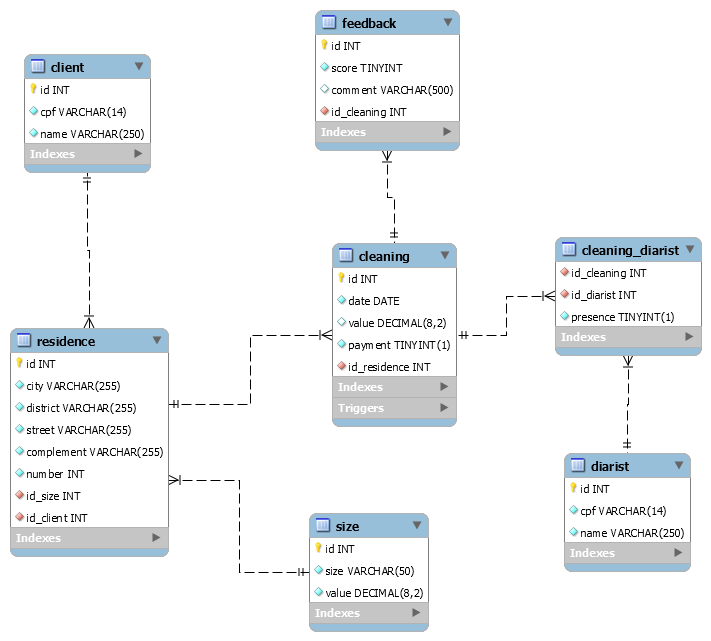 feedback
id INT
score TINYINT
comment VARCHAR(500)
id_cleaning INT
Indexes
client
id INT
cpf VARCHAR(14)
name VARCHAR(250)
Indexes
cleaning
id INT
date DATE
value DECIMAL(8,2)
payment TINYINT(1)
id_residence INT
Indexes
Triggers
cleaning_diarist
id_cleaning INT
id_diarist INT
presence TINYINT(1)
Indexes
residence
id INT
city VARCHAR(255)
district VARCHAR(255)
street VARCHAR(255)
complement VARCHAR(255)
number INT
id_size INT
id_client INT
Indexes
diarist
id INT
cpf VARCHAR(14)
name VARCHAR(250)
Indexes
size
id INT
size VARCHAR(50)
value DECIMAL(8,2)
Indexes